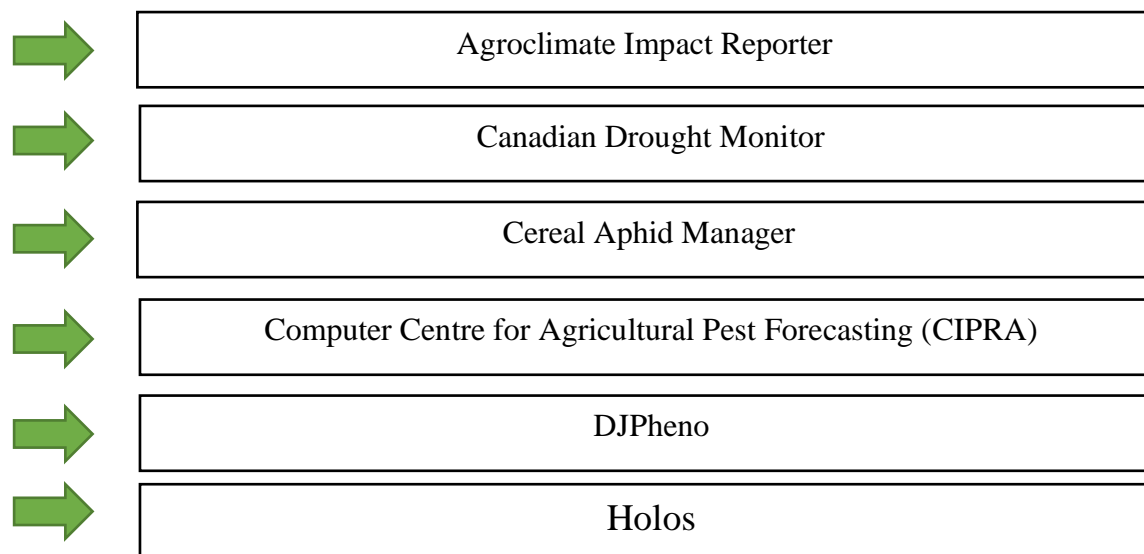 Agroclimate Impact Reporter
Canadian Drought Monitor
Cereal Aphid Manager
Computer Centre for Agricultural Pest Forecasting (CIPRA)
DJPheno
Holos